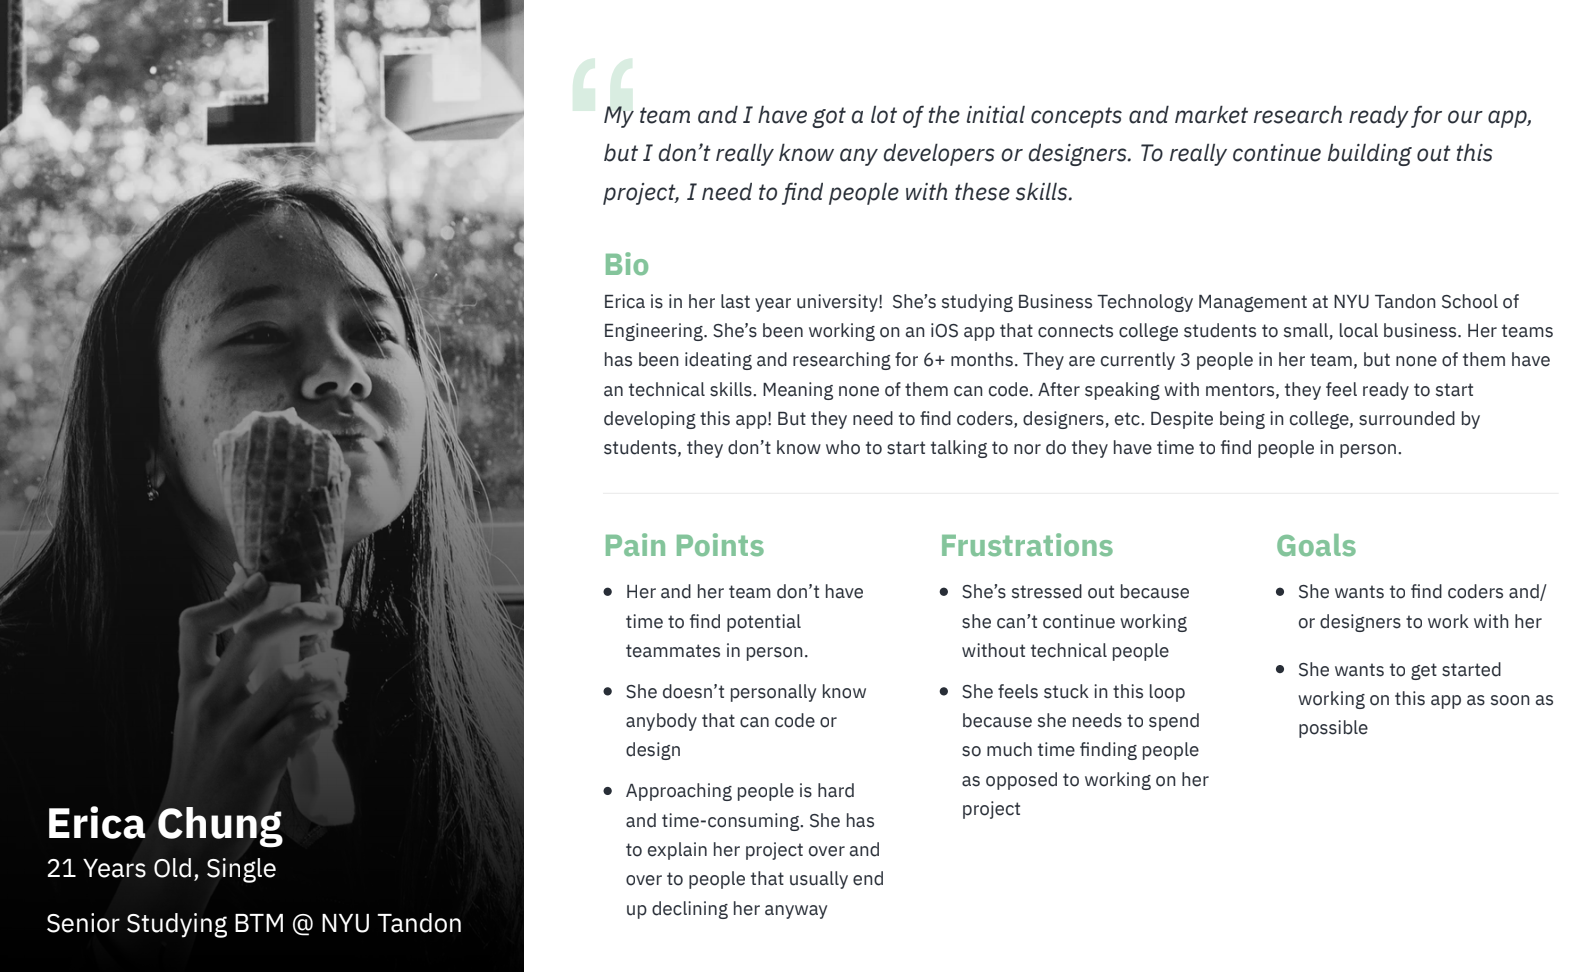 “
My team and I have got a lot of the initial concepts and market research ready for our app,
but I don’t really know any developers or designers. To really continue building out this
project, I need to find people with these skills.
Bio
Erica is in her last year university!  She’s studying Business Technology Management at NYU Tandon School of
Engineering. She’s been working on an iOS app that connects college students to small, local business. Her teams
has been ideating and researching for 6+ months. They are currently 3 people in her team, but none of them have
an technical skills. Meaning none of them can code. After speaking with mentors, they feel ready to start
developing this app! But they need to find coders, designers, etc. Despite being in college, surrounded by
students, they don’t know who to start talking to nor do they have time to find people in person.
Pain Points
• Her and her team don’t have
time to find potential
teammates in person.
• She doesn’t personally know
anybody that can code or
design
• Approaching people is hard
and time-consuming. She has
to explain her project over and
over to people that usually end
up declining her anyway
Frustrations
• She’s stressed out because
she can’t continue working
without technical people
• She feels stuck in this loop
because she needs to spend
so much time finding people
as opposed to working on her
project
Goals
• She wants to find coders and/
or designers to work with her
• She wants to get started
working on this app as soon as
possible
Erica Chung
21 Years Old, Single
Senior Studying BTM @ NYU Tandon